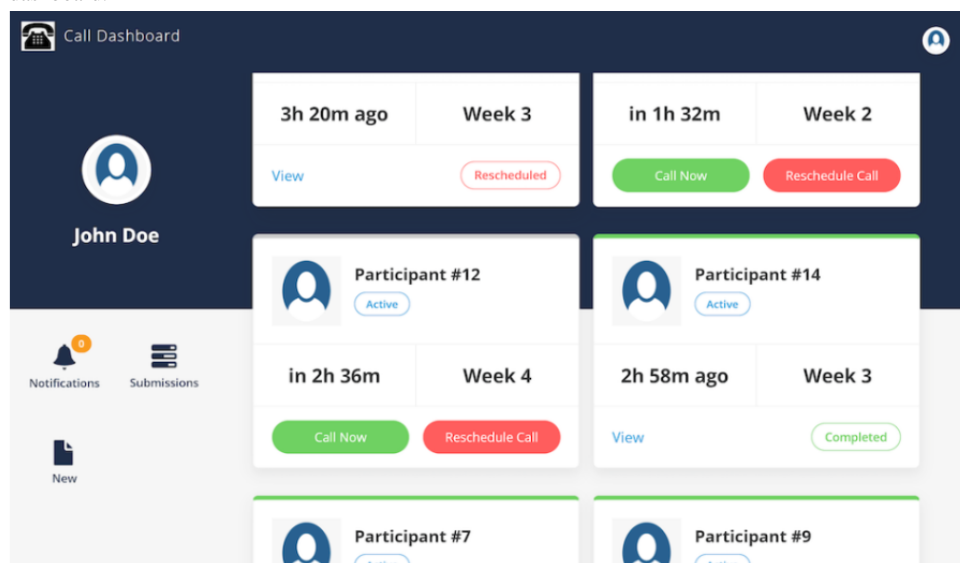 Call Dashboard
3h 20m ago
Week 3
in 1h 32m
Week 2
View
Rescheduled
Call Now
Reschedule Call
John Doe
Participant #12
Active
Participant #14
Active
0
Notifications
Submissions
in 2h 36m
Week 4
2h 58m ago
Week 3
Call Now
Reschedule Call
View
Completed
New
Participant #7
Active
Participant #9
Active